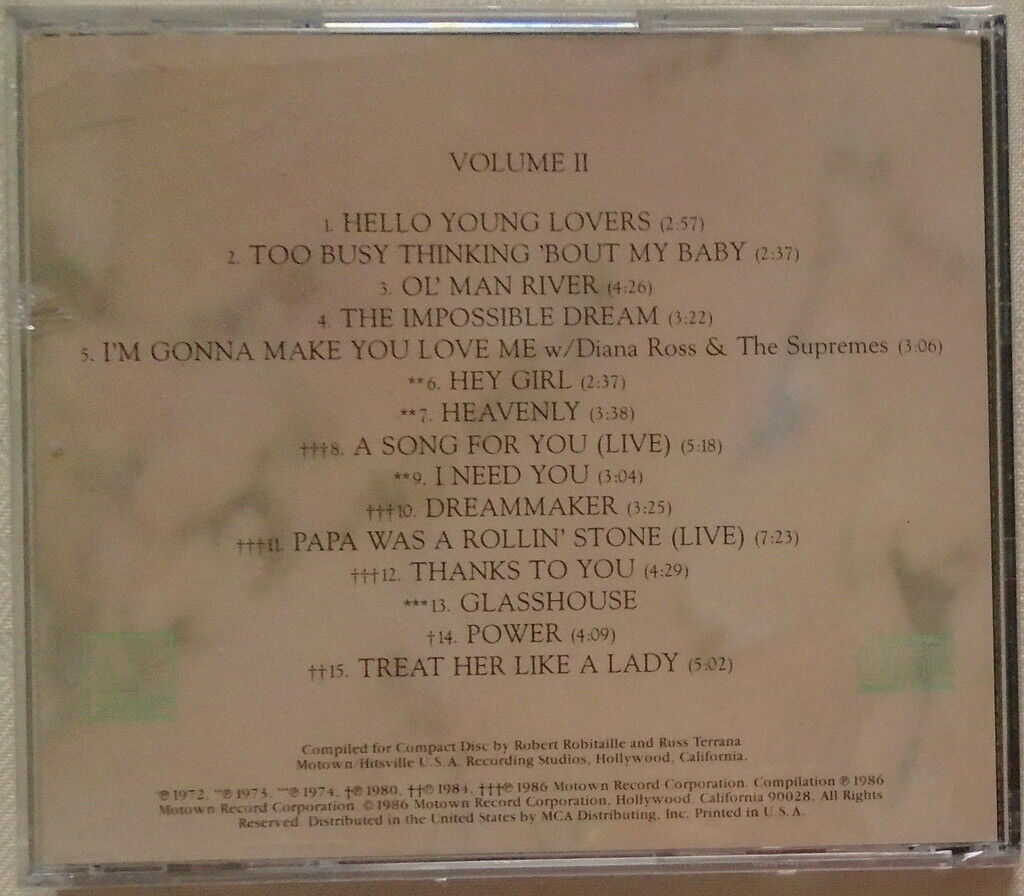 VOLUME II
1. HELLO YOUNG LOVERS (2:57)
2. TOO BUSY THINKING 'BOUT MY BABY (2:37)
3. OL' MAN RIVER (4:26)
4. THE IMPOSSIBLE DREAM (3:22)
5. I'M GONNA MAKE YOU LOVE ME w/Diana Ross & The Supremes (3:06)
**6. HEY GIRL (2:37)
**7. HEAVENLY (3:38)
†††8. A SONG FOR YOU (LIVE) (5:18)
**9. I NEED YOU (3:04)
†††10. DREAMMAKER (3:25)
†††11. PAPA WAS A ROLLIN' STONE (LIVE) (7:23)
†††12. THANKS TO YOU (4:29)
***13. GLASSHOUSE
†14. POWER (4:09)
††15. TREAT HER LIKE A LADY (5:02)
Compiled for Compact Disc by Robert Robitaille and Russ Terrana
Motown/Hitsville U.S.A. Recording Studios, Hollywood, California.
*℗ 1972, **℗ 1973, ***℗ 1974, †℗ 1980, ††℗ 1984, †††℗ 1986 Motown Record Corporation. Compilation ℗ 1986
Motown Record Corporation. © 1986 Motown Record Corporation, Hollywood, California 90028, All Rights
Reserved. Distributed in the United States by MCA Distributing, Inc. Printed in U.S.A.